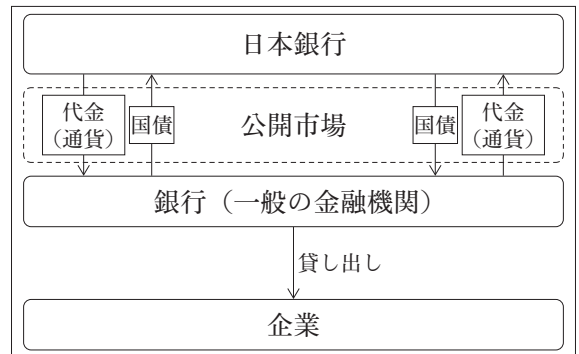 日本銀行
代金
（通貨）
国債
公開市場
国債
代金
（通貨）
銀行（一般の金融機関）
貸し出し
企業